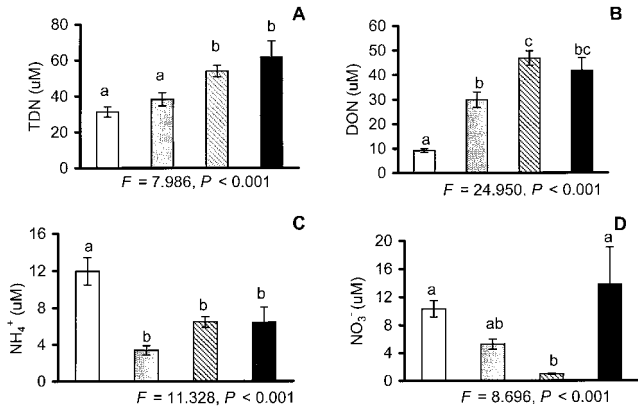 A
80
60
40
20
0
TDN (uM)
a
a
b
b
F = 7.986, P < 0.001
B
60
50
40
30
20
10
0
DON (uM)
a
b
c
bc
F = 24.950, P < 0.001
C
16
12
8
4
0
NH₄⁺ (uM)
a
b
b
b
F = 11.328, P < 0.001
D
20
16
12
8
4
0
NO₃⁻ (uM)
a
ab
b
a
F = 8.696, P < 0.001